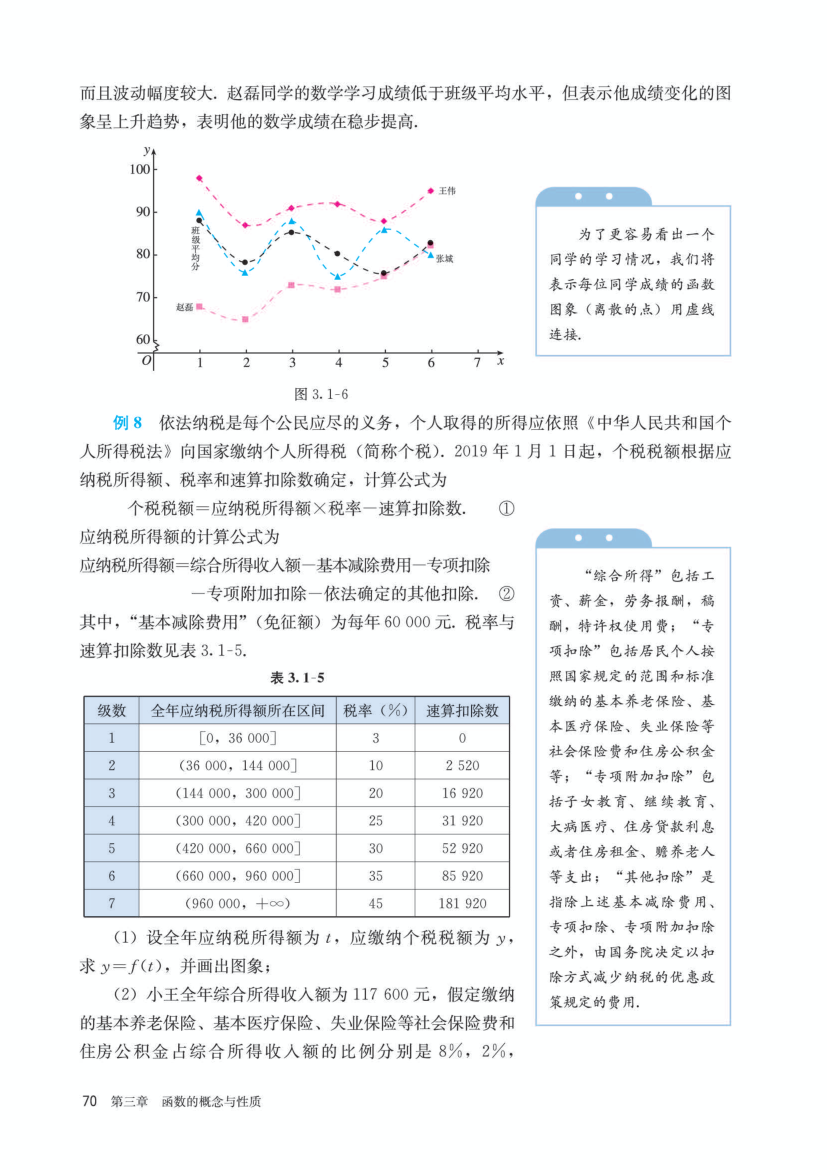 而且波动幅度较大. 赵磊同学的数学学习成绩低于班级平均水平，但表示他成绩变化的图
象呈上升趋势，表明他的数学成绩在稳步提高.
y
100
90
80
70
60
O
1
2
3
4
5
6
7
x
王伟
班级平均分
张城
赵磊
图 3.1-6
为了更容易看出一个
同学的学习情况，我们将
表示每位同学成绩的函数
图象（离散的点）用虚线
连接.
例 8 依法纳税是每个公民应尽的义务，个人取得的所得应依照《中华人民共和国个
人所得税法》向国家缴纳个人所得税（简称个税）. 2019 年 1 月 1 日起，个税税额根据应
纳税所得额、税率和速算扣除数确定，计算公式为
个税税额=应纳税所得额×税率－速算扣除数. ①
应纳税所得额的计算公式为
应纳税所得额=综合所得收入额－基本减除费用－专项扣除
－专项附加扣除－依法确定的其他扣除. ②
其中，“基本减除费用”（免征额）为每年 60 000 元. 税率与
速算扣除数见表 3.1-5.
表 3.1-5
级数 全年应纳税所得额所在区间 税率（%） 速算扣除数
1 [0，36 000] 3 0
2 (36 000，144 000] 10 2 520
3 (144 000，300 000] 20 16 920
4 (300 000，420 000] 25 31 920
5 (420 000，660 000] 30 52 920
6 (660 000，960 000] 35 85 920
7 (960 000，+∞) 45 181 920
（1）设全年应纳税所得额为 t，应缴纳个税税额为 y，
求 y=f(t)，并画出图象；
（2）小王全年综合所得收入额为 117 600 元，假定缴纳
的基本养老保险、基本医疗保险、失业保险等社会保险费和
住房公积金占综合所得收入额的比例分别是 8%，2%，
“综合所得”包括工
资、薪金，劳务报酬，稿
酬，特许权使用费；“专
项扣除”包括居民个人按
照国家规定的范围和标准
缴纳的基本养老保险、基
本医疗保险、失业保险等
社会保险费和住房公积金
等；“专项附加扣除”包
括子女教育、继续教育、
大病医疗、住房贷款利息
或者住房租金、赡养老人
等支出；“其他扣除”是
指除上述基本减除费用、
专项扣除、专项附加扣除
之外，由国务院决定以扣
除方式减少纳税的优惠政
策规定的费用.
70 第三章 函数的概念与性质